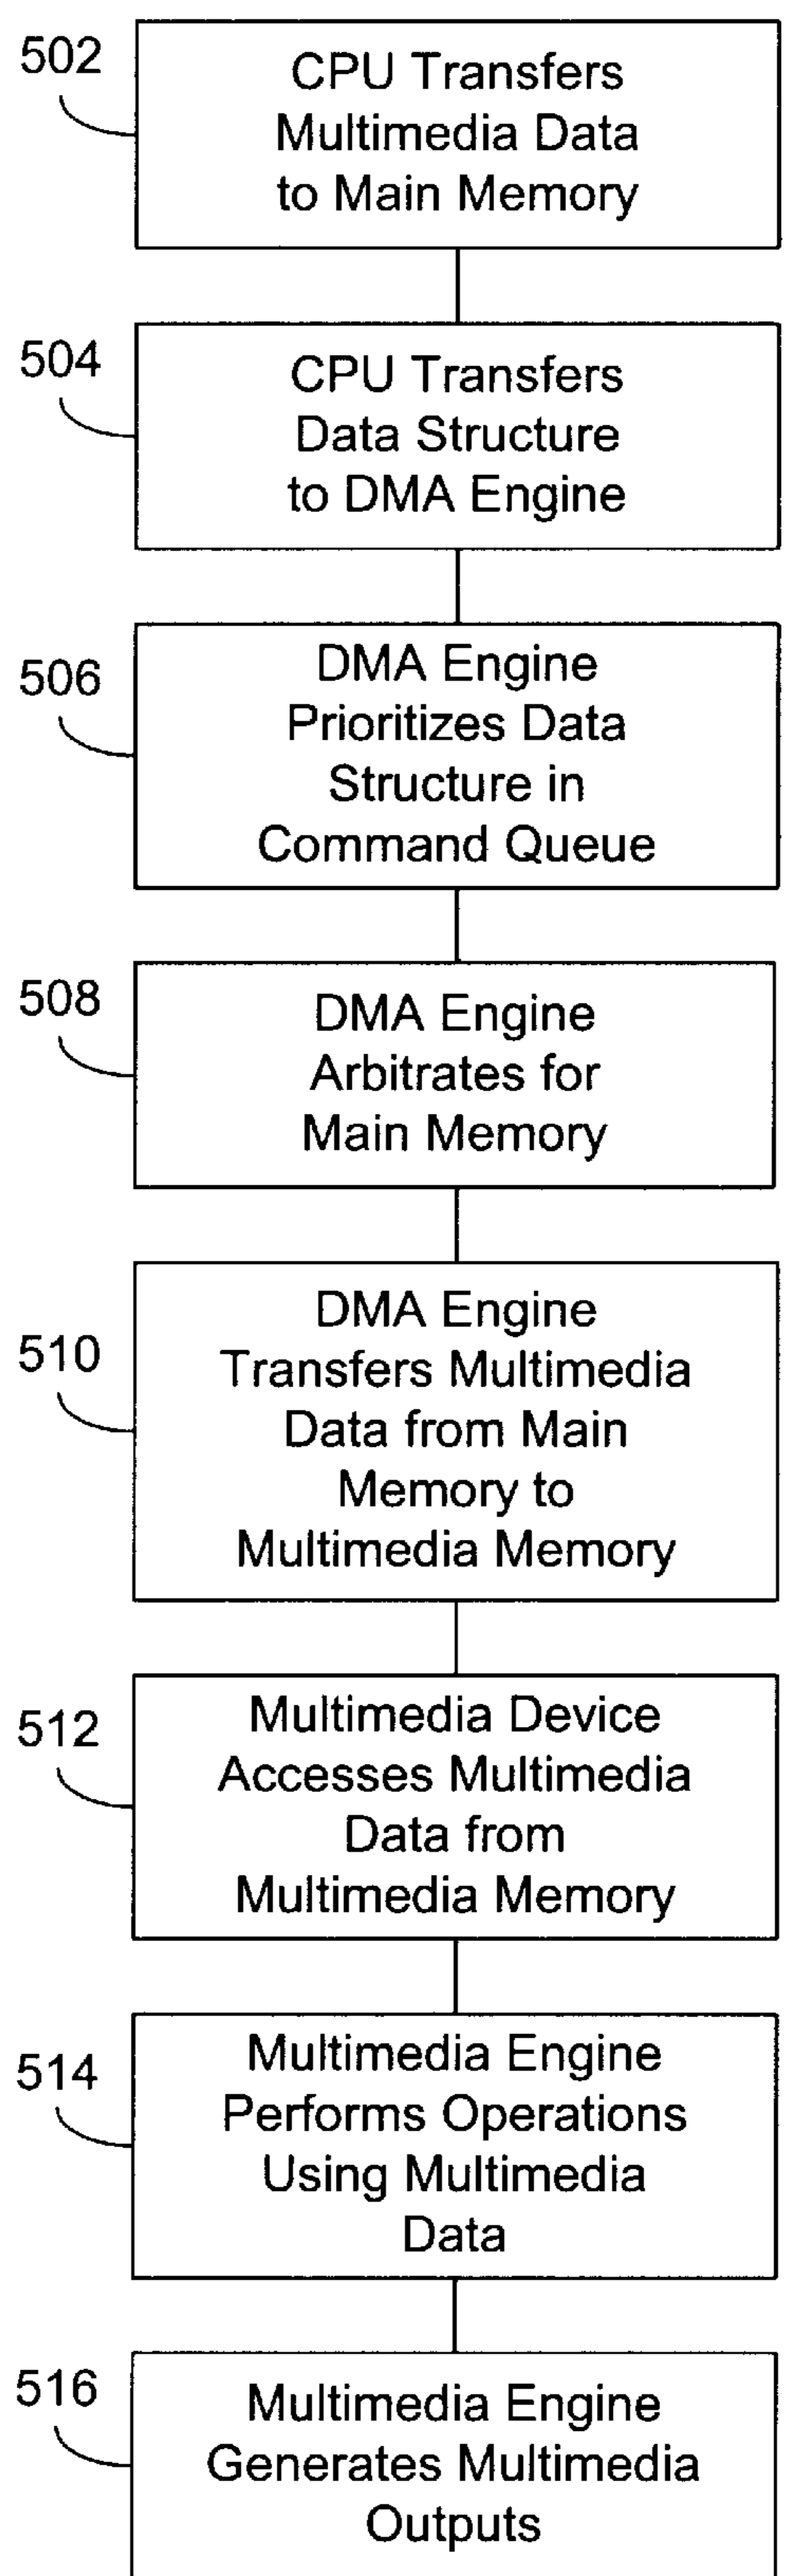 502
CPU Transfers
Multimedia Data
to Main Memory
504
CPU Transfers
Data Structure
to DMA Engine
506
DMA Engine
Prioritizes Data
Structure in
Command Queue
508
DMA Engine
Arbitrates for
Main Memory
510
DMA Engine
Transfers Multimedia
Data from Main
Memory to
Multimedia Memory
512
Multimedia Device
Accesses Multimedia
Data from
Multimedia Memory
514
Multimedia Engine
Performs Operations
Using Multimedia
Data
516
Multimedia Engine
Generates Multimedia
Outputs